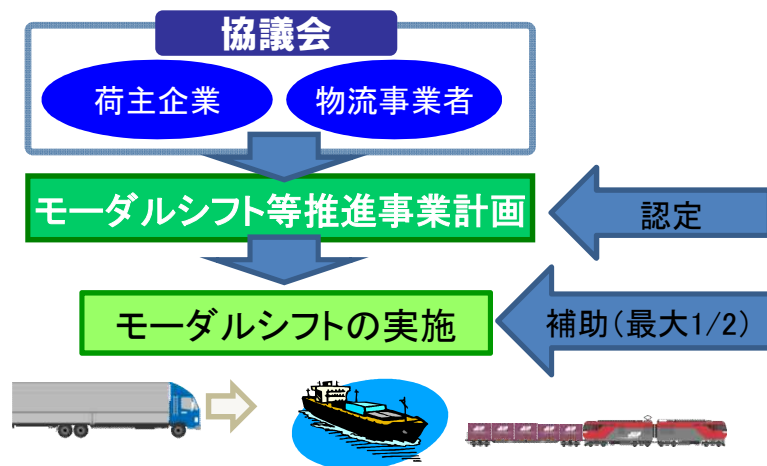 協議会
荷主企業
物流事業者
モーダルシフト等推進事業計画
認定
モーダルシフトの実施
補助(最大1/2)